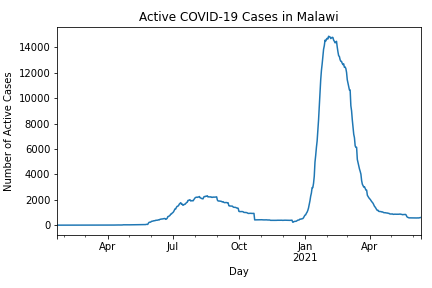 Active COVID-19 Cases in Malawi
Number of Active Cases
14000
12000
10000
8000
6000
4000
2000
0
Apr Jul Oct Jan Apr
2021
Day